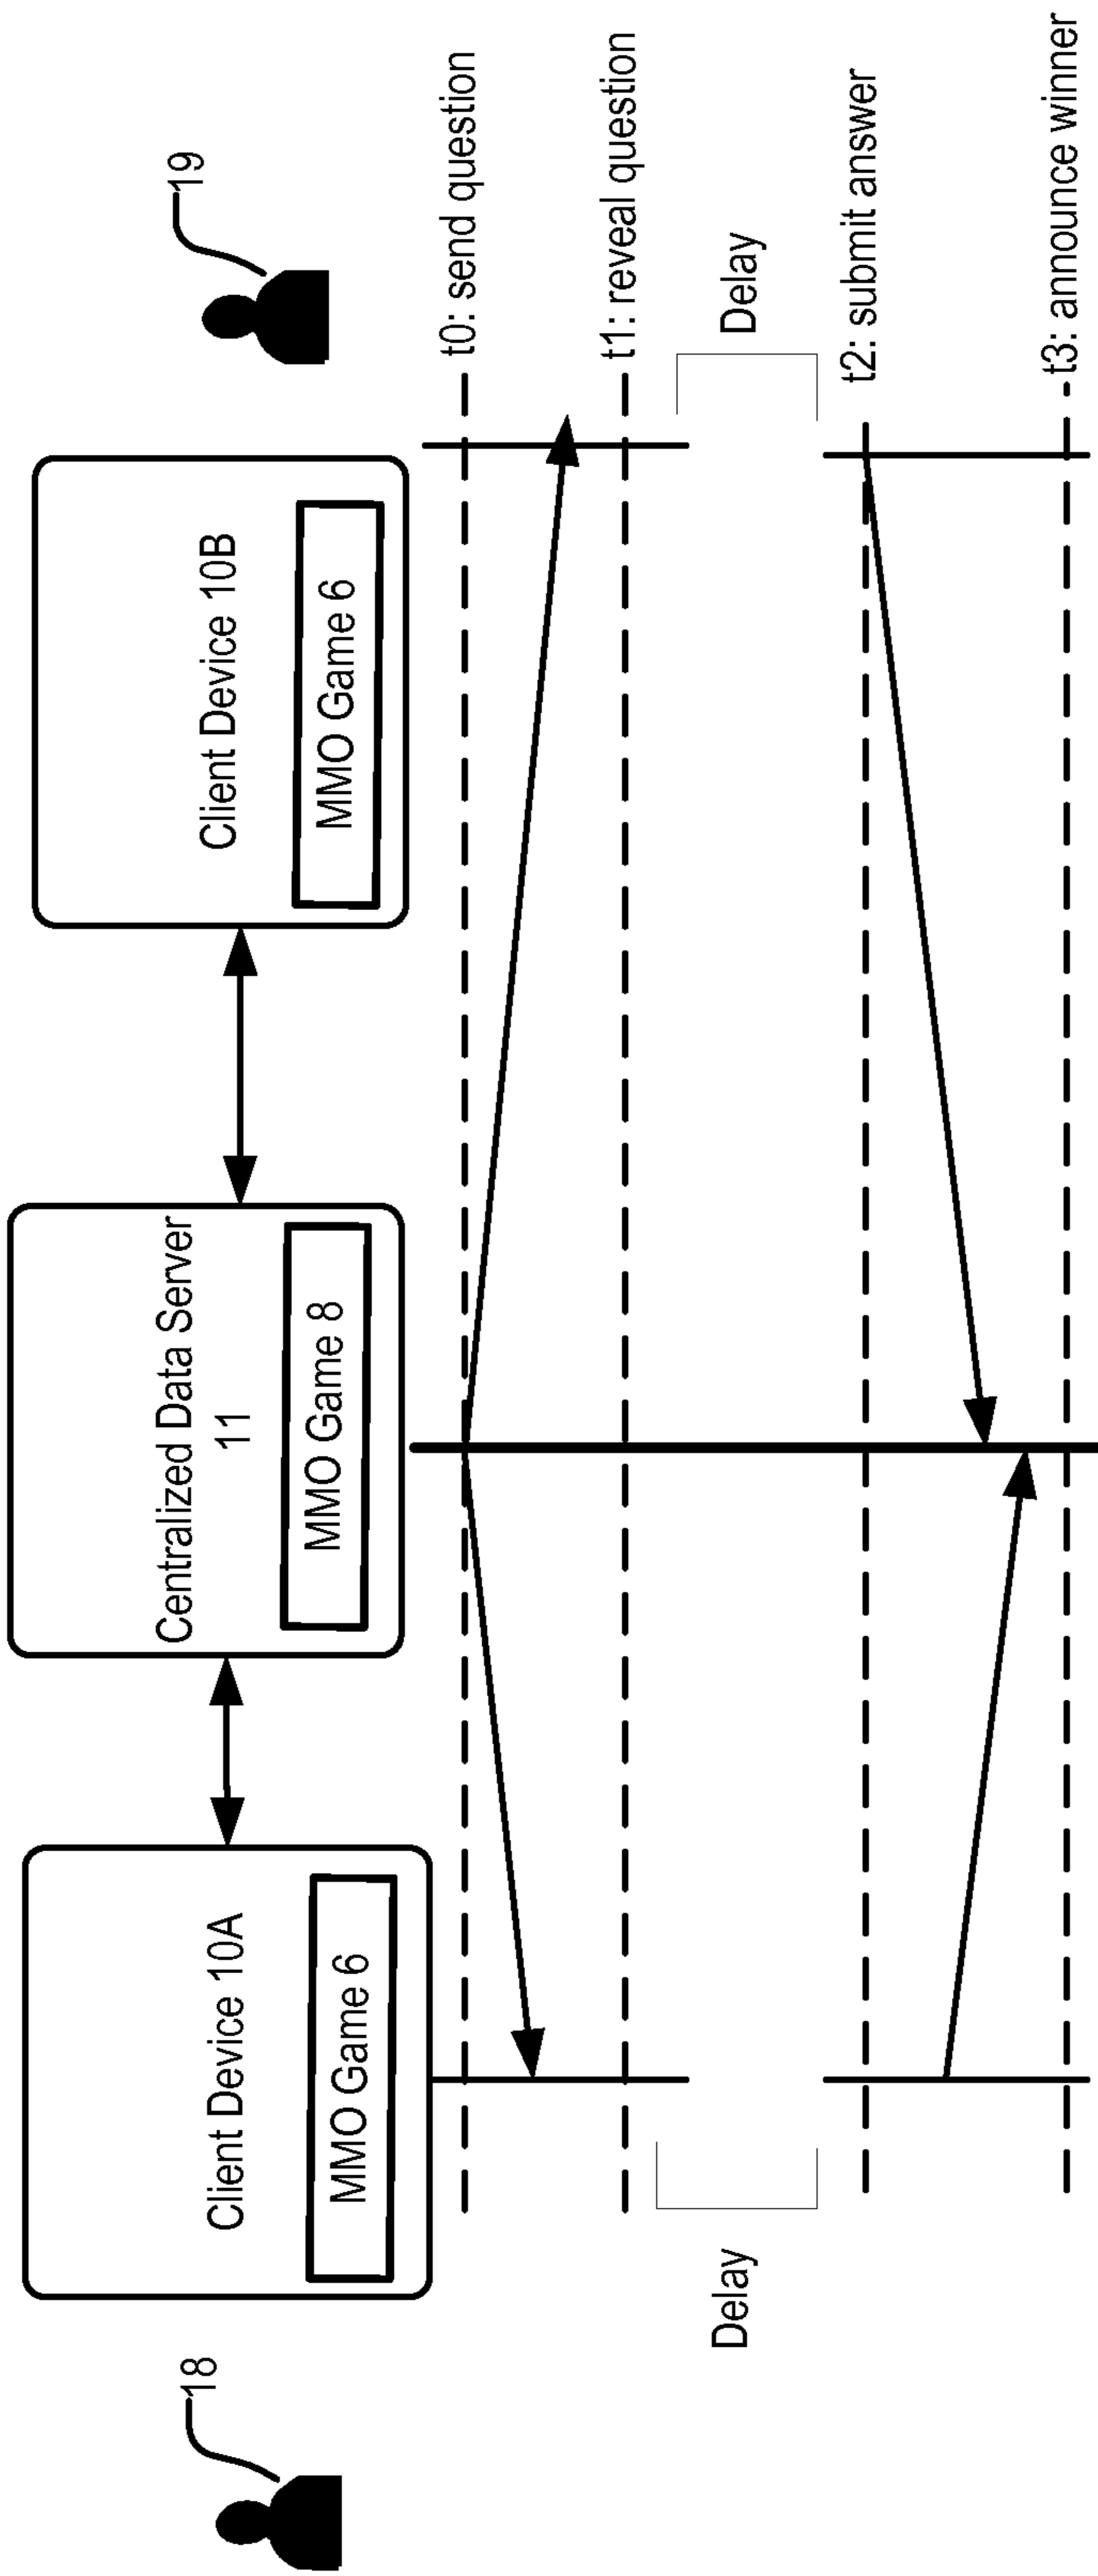 18
Client Device 10A
MMO Game 6
Centralized Data Server
11
MMO Game 8
Client Device 10B
MMO Game 6
19
t0: send question
t1: reveal question
Delay
Delay
t2: submit answer
t3: announce winner